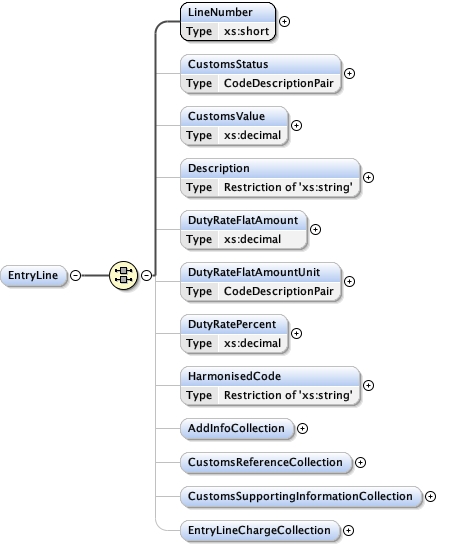 LineNumber
Type xs:short
CustomsStatus
Type CodeDescriptionPair
CustomsValue
Type xs:decimal
Description
Type Restriction of 'xs:string'
DutyRateFlatAmount
Type xs:decimal
EntryLine
DutyRateFlatAmountUnit
Type CodeDescriptionPair
DutyRatePercent
Type xs:decimal
HarmonisedCode
Type Restriction of 'xs:string'
AddInfoCollection
CustomsReferenceCollection
CustomsSupportingInformationCollection
EntryLineChargeCollection